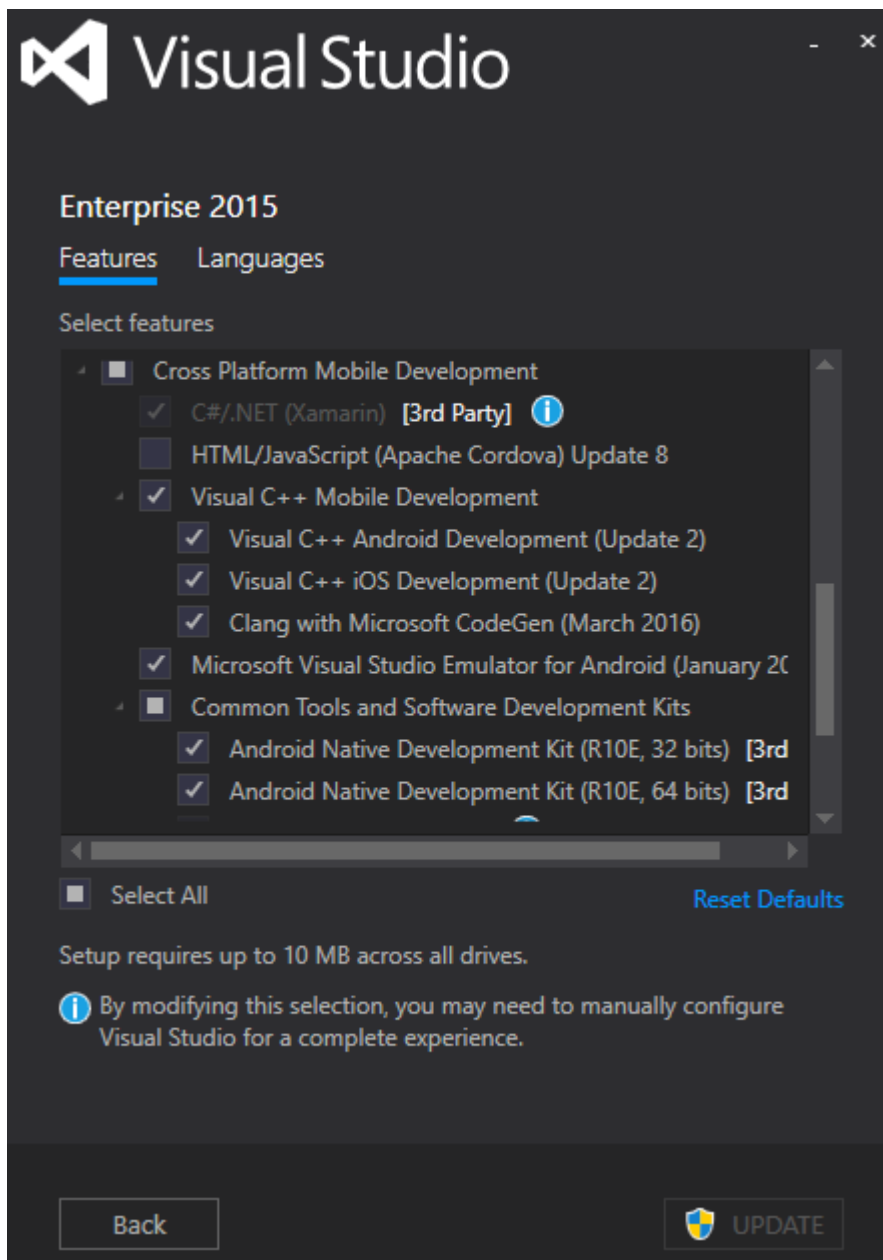 Visual Studio
Enterprise 2015
Features Languages
Select features
Cross Platform Mobile Development
C#/.NET (Xamarin) [3rd Party]
HTML/JavaScript (Apache Cordova) Update 8
Visual C++ Mobile Development
Visual C++ Android Development (Update 2)
Visual C++ iOS Development (Update 2)
Clang with Microsoft CodeGen (March 2016)
Microsoft Visual Studio Emulator for Android (January 20
Common Tools and Software Development Kits
Android Native Development Kit (R10E, 32 bits) [3rd
Android Native Development Kit (R10E, 64 bits) [3rd
Select All
Reset Defaults
Setup requires up to 10 MB across all drives.
By modifying this selection, you may need to manually configure
Visual Studio for a complete experience.
Back
UPDATE